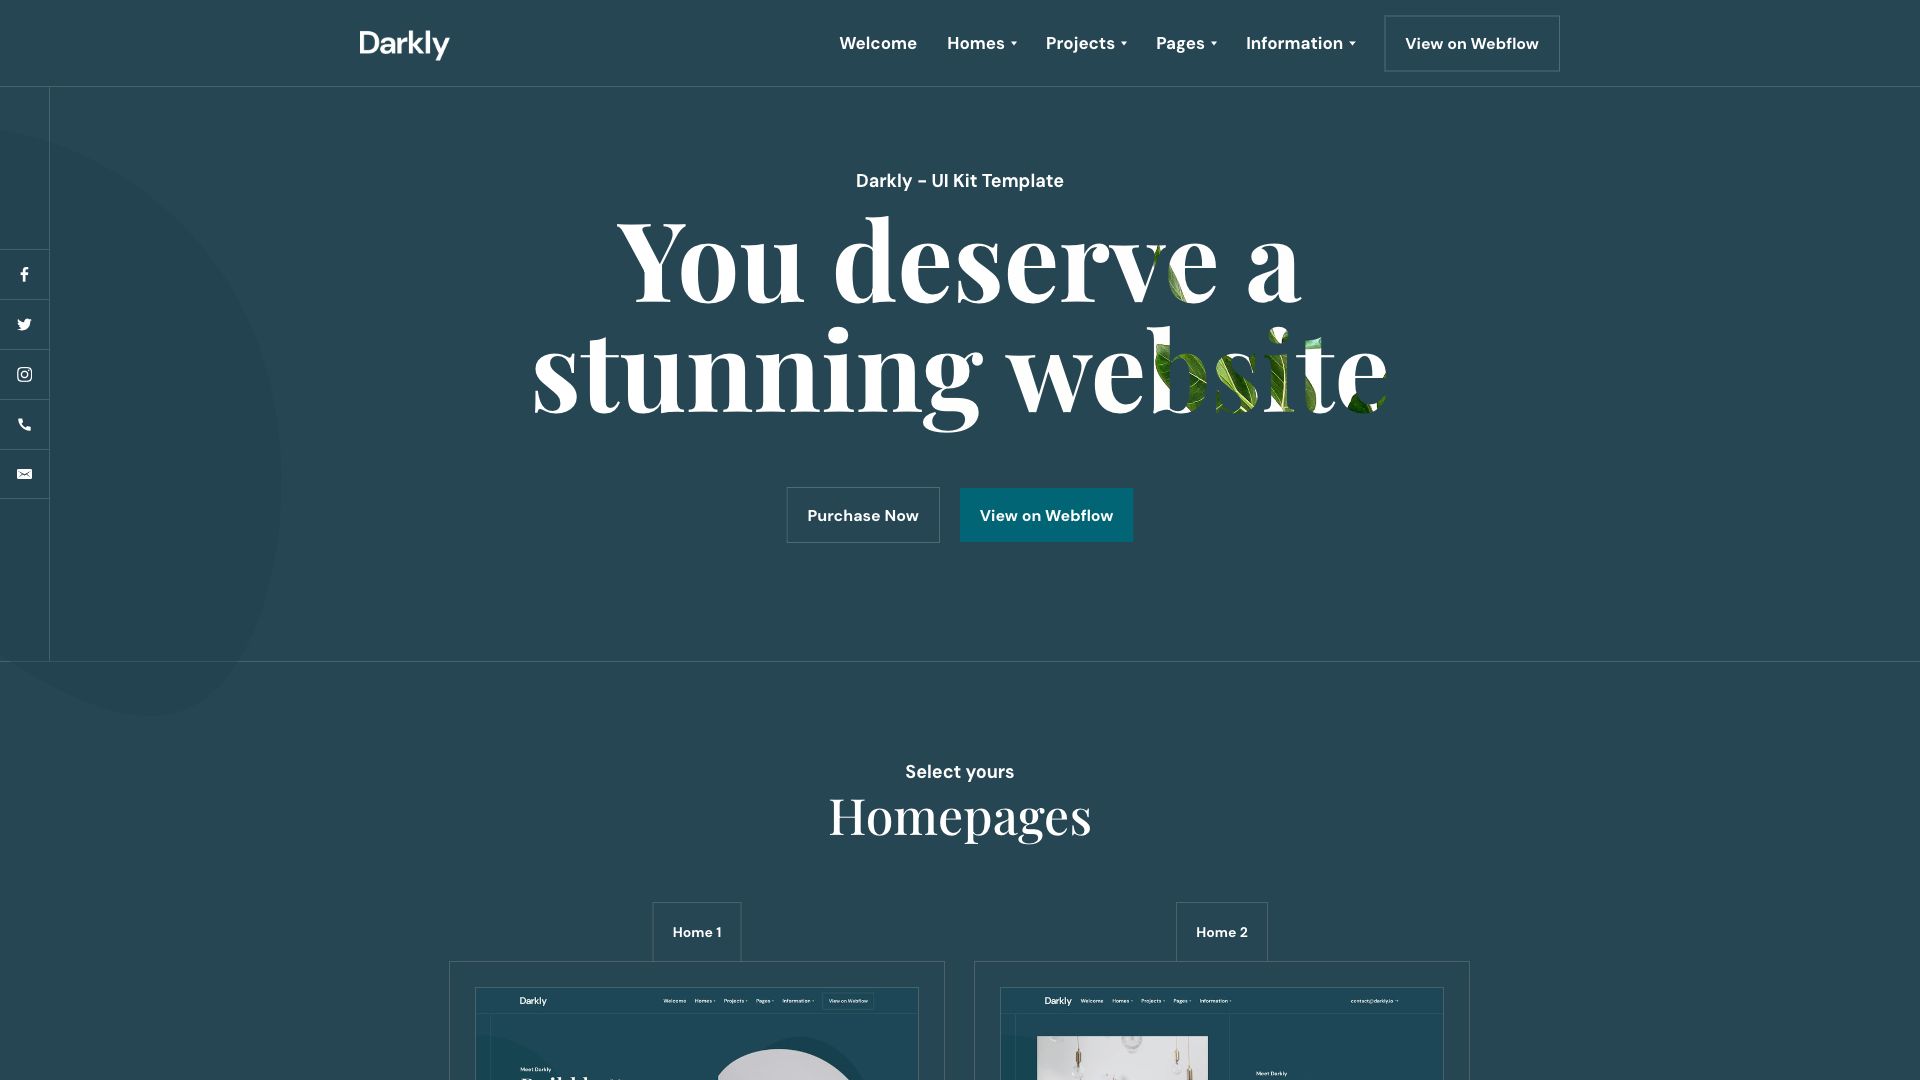 Darkly
Welcome
Homes
Projects
Pages
Information
View on Webflow
Darkly - UI Kit Template
You deserve a
stunning website
Purchase Now
View on Webflow
Select yours
Homepages
Home 1
Home 2
Darkly
Welcome
Homes
Projects
Pages
Information
View on Webflow
Meet Darkly
Darkly
Welcome
Homes
Projects
Pages
Information
contact@darkly.io
Meet Darkly